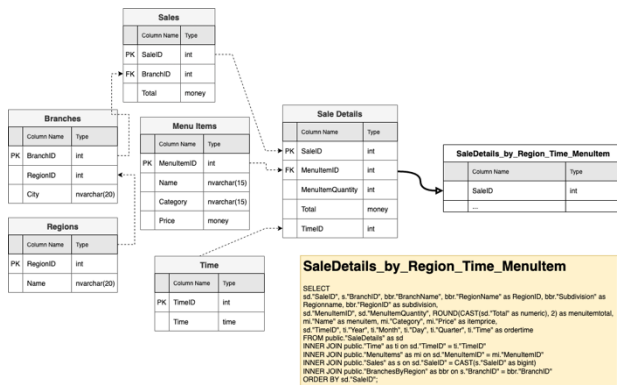 Sales
Column Name Type
PK SaleID int
FK BranchID int
Total money
Branches
Column Name Type
PK BranchID int
RegionID int
City nvarchar(20)
Menu Items
Column Name Type
PK MenuItemID int
Name nvarchar(15)
Category nvarchar(15)
Price money
Sale Details
Column Name Type
PK SaleID int
FK MenuItemID int
MenuItemQuantity int
Total money
TimeID int
SaleDetails_by_Region_Time_MenuItem
Column Name Type
SaleID int
...
Regions
Column Name Type
PK RegionID int
Name nvarchar(20)
Time
Column Name Type
PK TimeID int
Time time
SaleDetails_by_Region_Time_MenuItem
SELECT
sd."SaleID", s."BranchID", bbr."BranchName", bbr."RegionName" as RegionID, bbr."Subdivision" as
Regionname, bbr."RegionID" as subdivision,
sd."MenuItemID", sd."MenuItemQuantity", ROUND(CAST(sd."Total" as numeric), 2) as menuitemtotal,
mi."Name" as menuitem, mi."Category", mi."Price" as itemprice,
sd."TimeID", ti."Year", ti."Month", ti."Day", ti."Quarter", ti."Time" as ordertime
FROM public."SaleDetails" as sd
INNER JOIN public."Time" as ti on sd."TimeID" = ti."TimeID"
INNER JOIN public."MenuItems" as mi on sd."MenuItemID" = mi."MenuItemID"
INNER JOIN public."Sales" as s on sd."SaleID" = CAST(s."SaleID" as bigint)
INNER JOIN public."BranchesByRegion" as bbr on s."BranchID" = bbr."BranchID"
ORDER BY sd."SaleID";